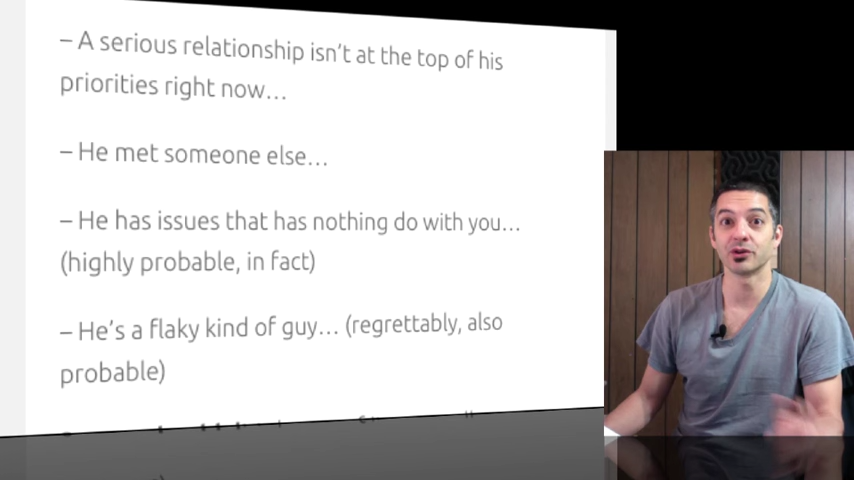 – A serious relationship isn't at the top of his
priorities right now…
– He met someone else…
– He has issues that has nothing do with you…
(highly probable, in fact)
– He's a flaky kind of guy… (regrettably, also
probable)